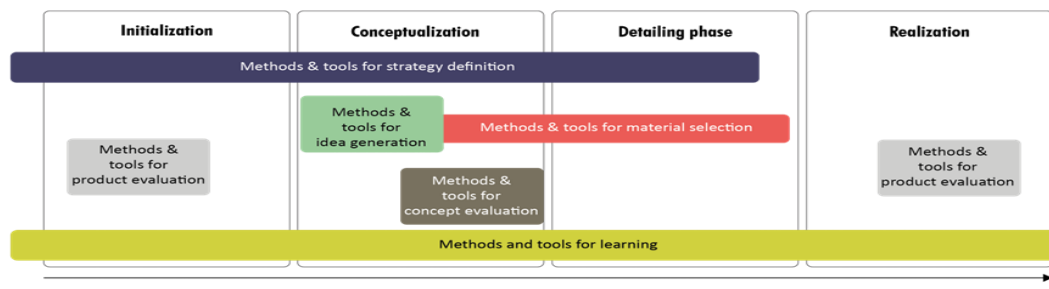 Initialization
Conceptualization
Detailing phase
Realization
Methods & tools for strategy definition
Methods &
tools for
idea generation
Methods & tools for material selection
Methods &
tools for
product evaluation
Methods &
tools for
concept evaluation
Methods &
tools for
product evaluation
Methods and tools for learning